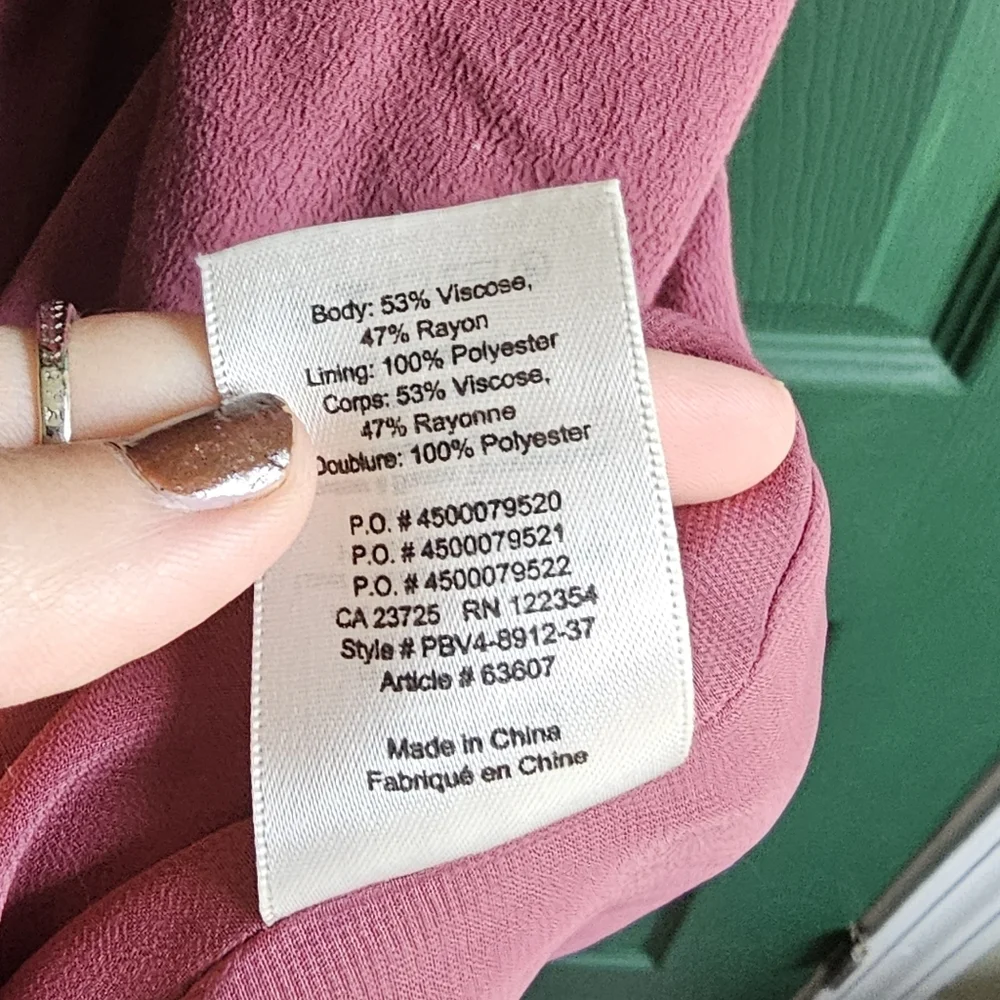 Body: 53% Viscose,
47% Rayon
Lining: 100% Polyester
Corps: 53% Viscose,
47% Rayonne
Doublure: 100% Polyester
P.O. # 4500079520
P.O. # 4500079521
P.O. # 4500079522
CA 23725 RN 122354
Style # PBV4-8912-37
Article # 63607
Made in China
Fabriqué en Chine